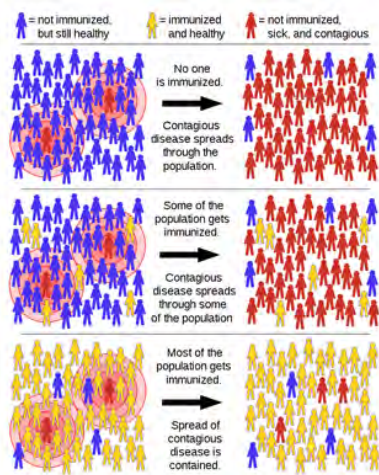 = not immunized,
but still healthy
= immunized
and healthy
= not immunized,
sick, and contagious
No one
is immunized.
Contagious
disease spreads
through the
population.
Some of the
population gets
immunized.
Contagious
disease spreads
through some
of the population
Most of the
population gets
immunized.
Spread of
contagious
disease is
contained.